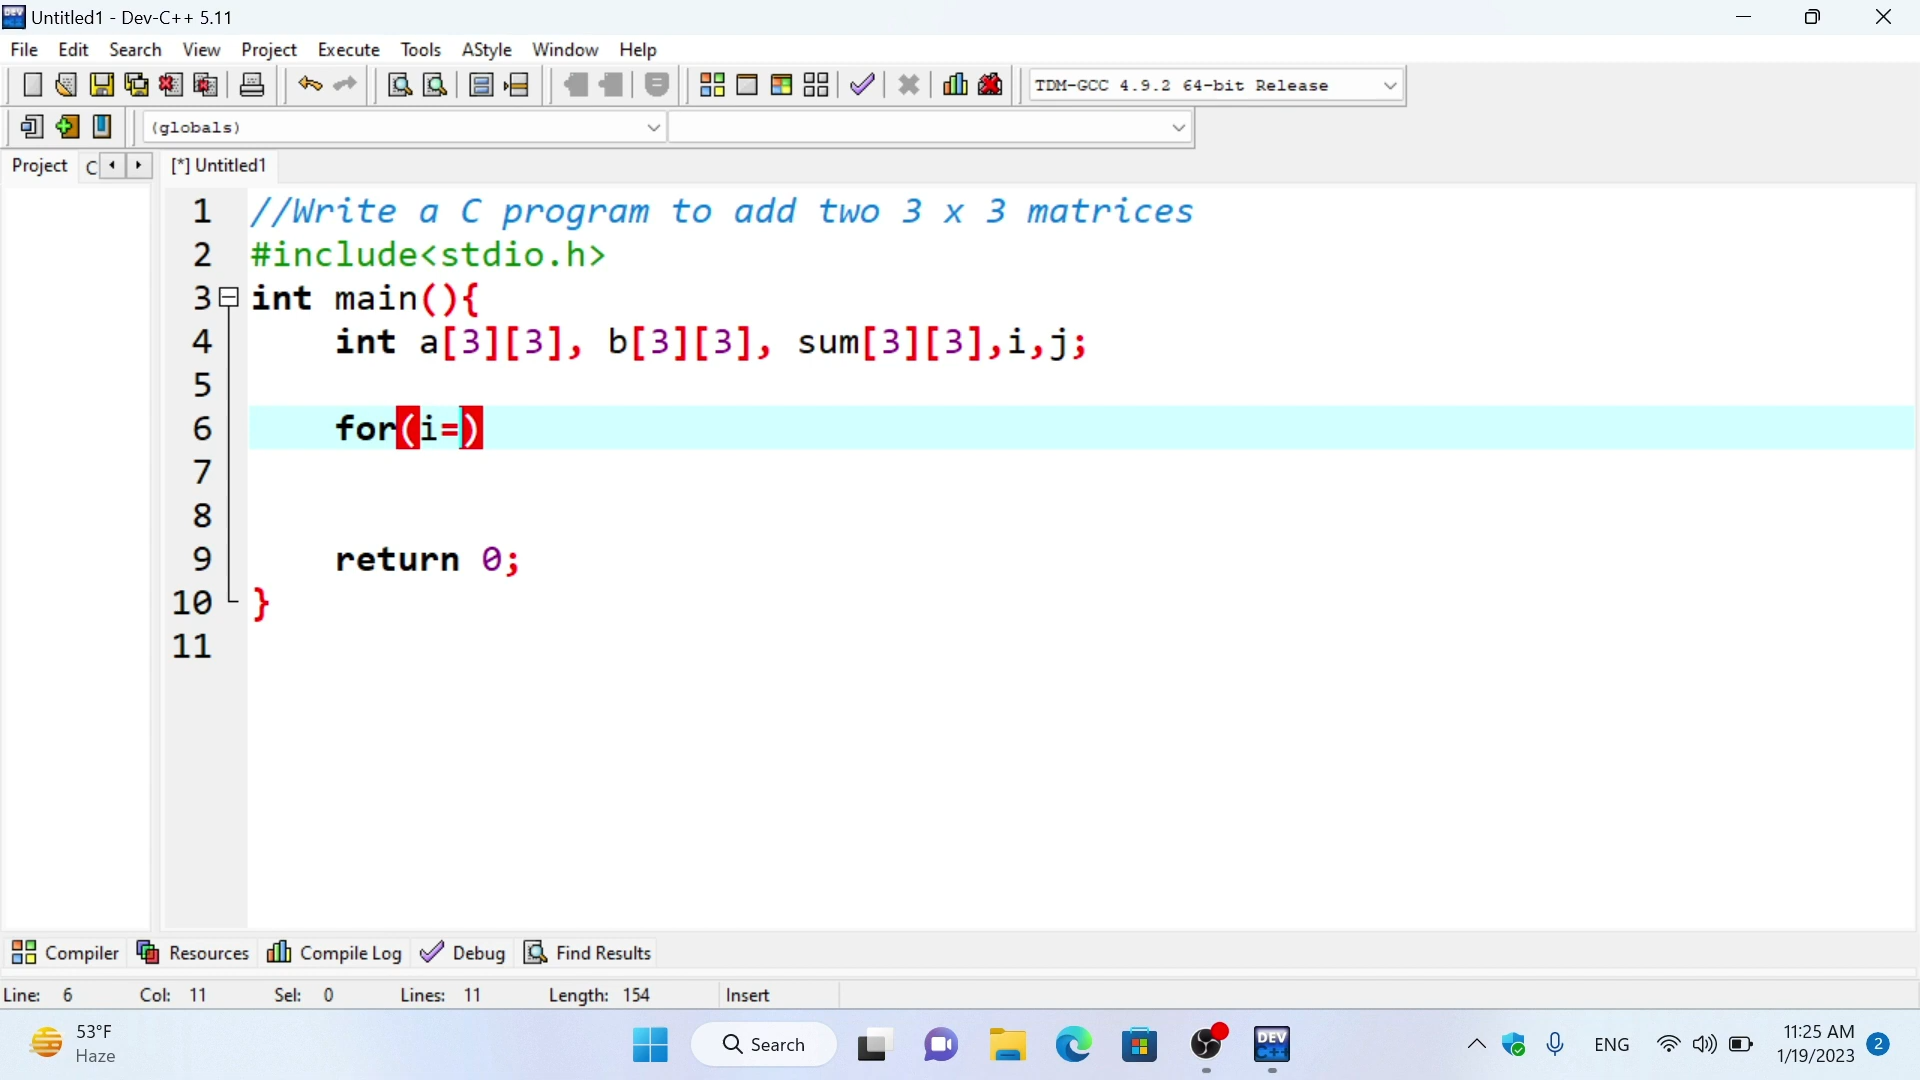 Untitled1 - Dev-C++ 5.11
File Edit Search View Project Execute Tools AStyle Window Help
TDM-GCC 4.9.2 64-bit Release
(globals)
Project C [*] Untitled1
1 //Write a C program to add two 3 x 3 matrices
2 #include<stdio.h>
3 int main(){
4 int a[3][3], b[3][3], sum[3][3],i,j;
5
6 for(i=)
7
8
9 return 0;
10 }
11
Compiler Resources Compile Log Debug Find Results
Line: 6 Col: 11 Sel: 0 Lines: 11 Length: 154 Insert
53°F
Haze
Search
DEV
C++
ENG
11:25 AM
1/19/2023
2